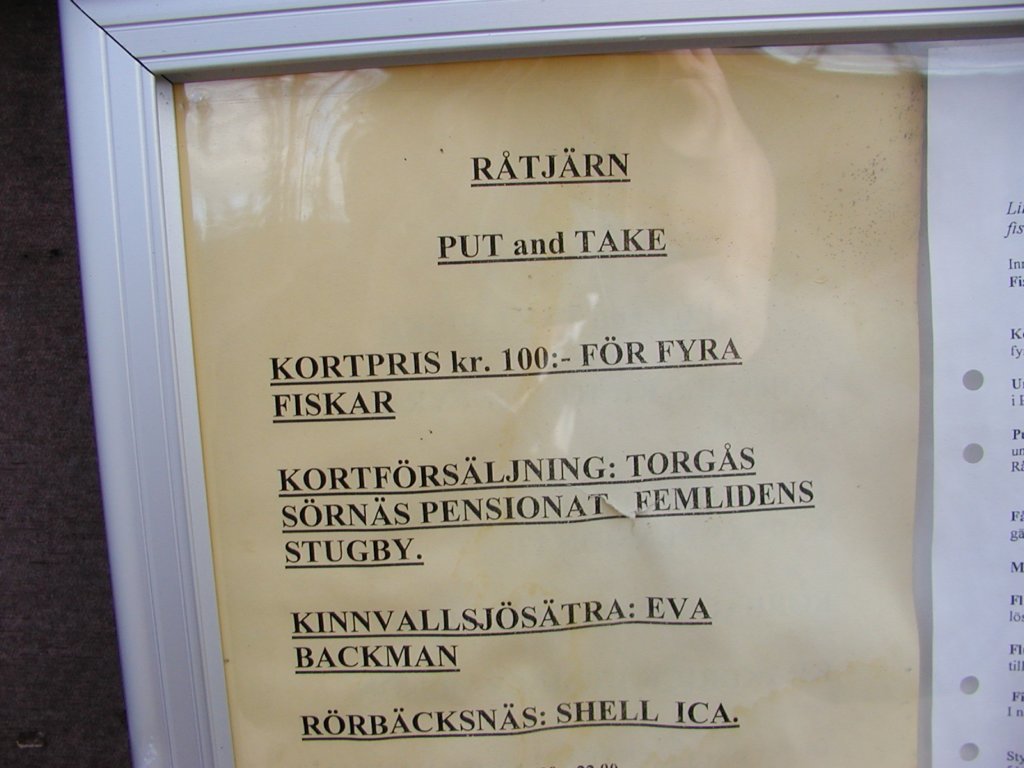 RÅTJÄRN
PUT and TAKE
KORTPRIS kr. 100:- FÖR FYRA
FISKAR
KORTFÖRSÄLJNING: TORGÅS
SÖRNÄS PENSIONAT FEMLIDENS
STUGBY.
KINNVALLSJÖSÄTRA: EVA
BACKMAN
RÖRBÄCKSNÄS: SHELL ICA.